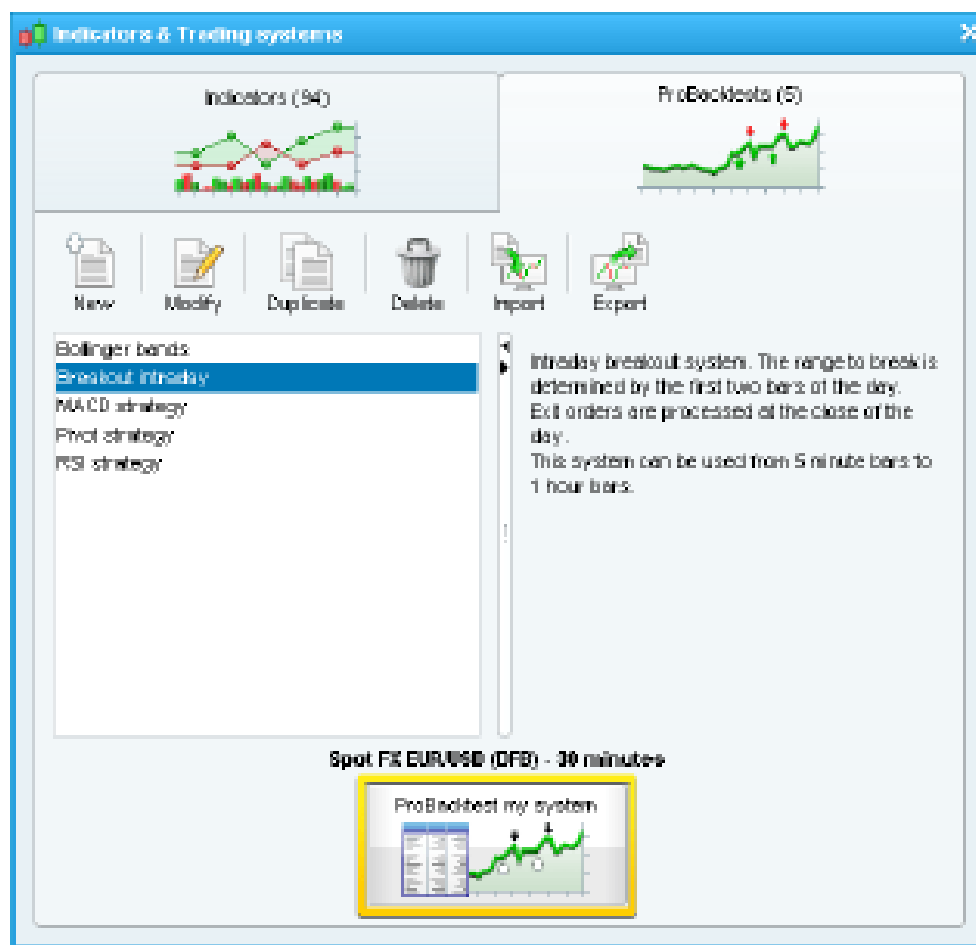 Indicators & Trading systems
Indicators (94)
ProBacktests (5)
New
Modify
Duplicate
Delete
Import
Export
Bollinger bands
Breakout intraday
MACD strategy
Pivot strategy
RSI strategy
Intraday breakout system. The range to break is
determined by the first two bars of the day.
Exit orders are processed at the close of the
day.
This system can be used from 5 minute bars to
1 hour bars.
Spot FX EUR/USD (DFB) - 30 minutes
ProBacktest my system